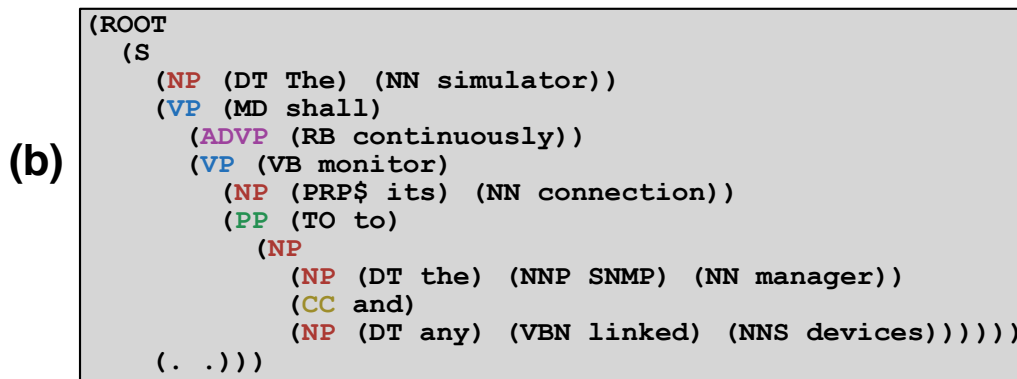 (ROOT
(S
(NP (DT The) (NN simulator))
(VP (MD shall)
(ADVP (RB continuously))
(b)
(VP (VB monitor)
(NP (PRP$ its) (NN connection))
(PP (TO to)
(NP
(NP (DT the) (NNP SNMP) (NN manager))
(CC and)
(NP (DT any) (VBN linked) (NNS devices))))))
(. .)))